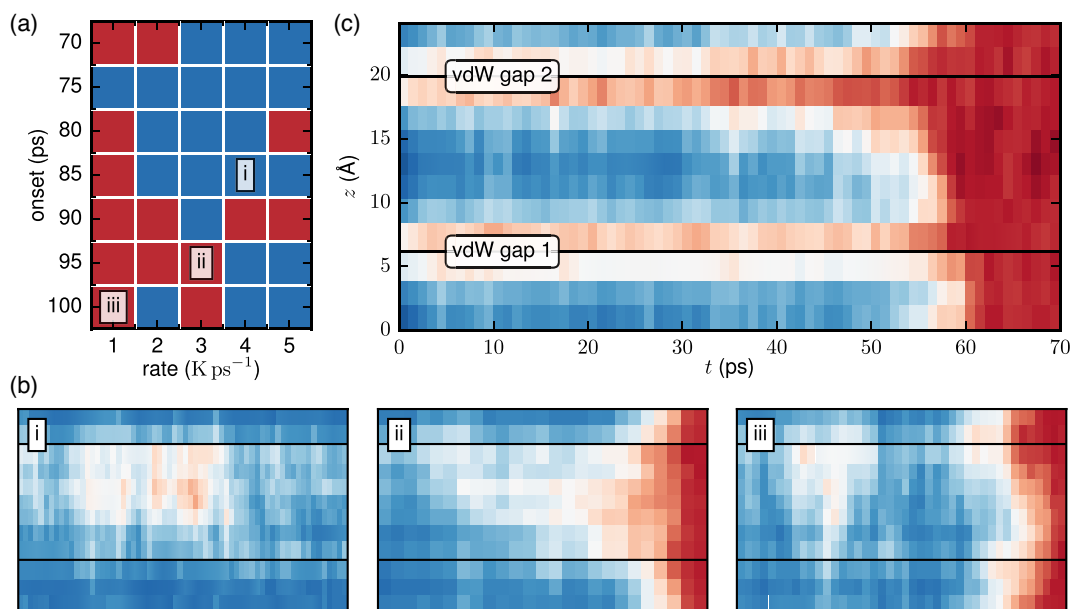 (a)
70
75
80
85
90
95
100
onset (ps)
i
ii
iii
1 2 3 4 5
rate (K ps⁻¹)
(c)
20
15
10
5
0
z (Å)
vdW gap 2
vdW gap 1
0 10 20 30 40 50 60 70
t (ps)
(b)
i
ii
iii